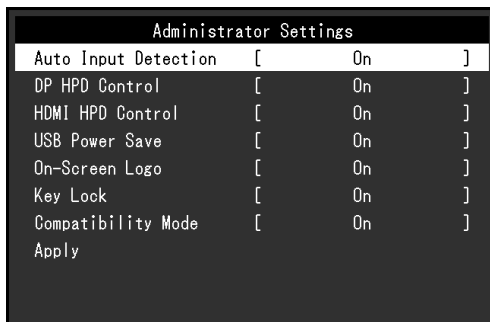 Administrator Settings
Auto Input Detection [ On ]
DP HPD Control [ On ]
HDMI HPD Control [ On ]
USB Power Save [ On ]
On-Screen Logo [ On ]
Key Lock [ On ]
Compatibility Mode [ On ]
Apply